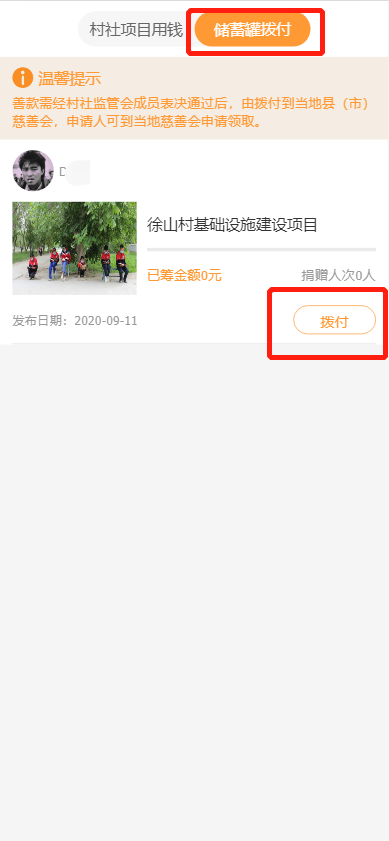 村社项目用钱 储蓄罐拨付
温馨提示
善款需经村社监管会成员表决通过后，由拨付到当地县（市）
慈善会，申请人可到当地慈善会申请领取。
D
徐山村基础设施建设项目
已筹金额0元 捐赠人次0人
发布日期：2020-09-11 拨付